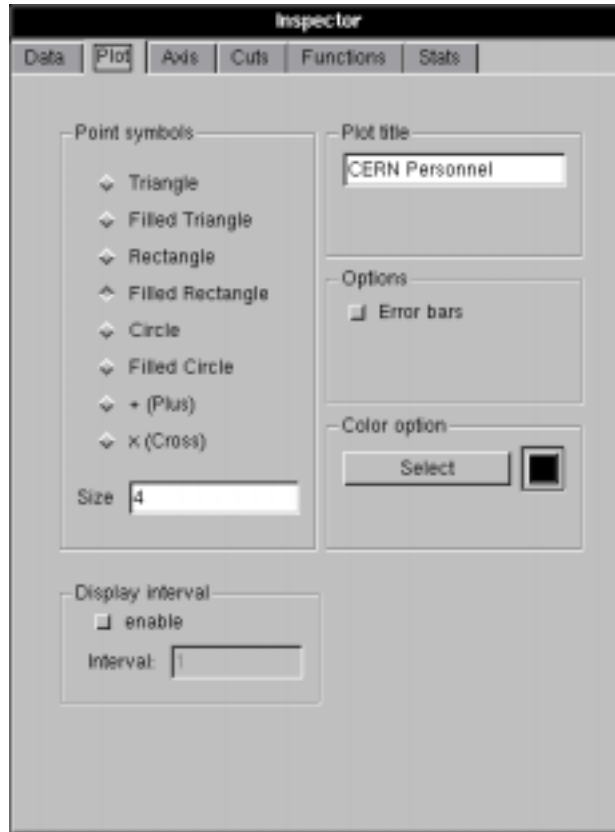 Inspector
Data Plot Axis Cuts Functions Stats
Point symbols
Triangle
Filled Triangle
Rectangle
Filled Rectangle
Circle
Filled Circle
+ (Plus)
× (Cross)
Size 4
Plot title
CERN Personnel
Options
Error bars
Color option
Select
Display interval
enable
Interval: 1